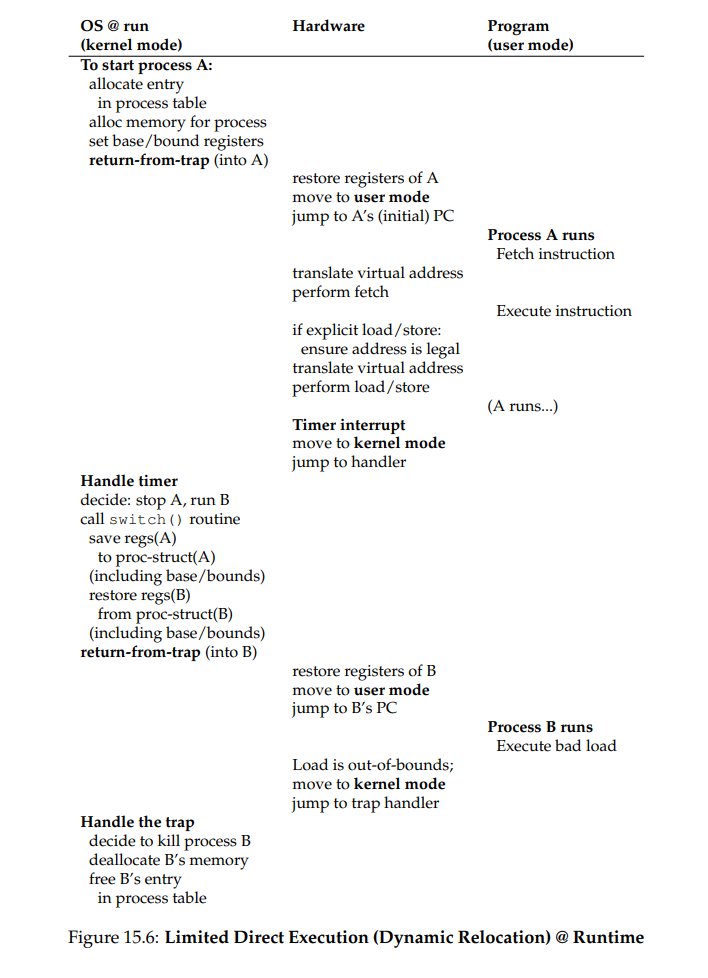 OS @ run Hardware Program
(kernel mode) (user mode)
To start process A:
allocate entry
in process table
alloc memory for process
set base/bound registers
return-from-trap (into A)
restore registers of A
move to user mode
jump to A's (initial) PC
Process A runs
Fetch instruction
translate virtual address
perform fetch
Execute instruction
if explicit load/store:
ensure address is legal
translate virtual address
perform load/store
(A runs...)
Timer interrupt
move to kernel mode
jump to handler
Handle timer
decide: stop A, run B
call switch() routine
save regs(A)
to proc-struct(A)
(including base/bounds)
restore regs(B)
from proc-struct(B)
(including base/bounds)
return-from-trap (into B)
restore registers of B
move to user mode
jump to B's PC
Process B runs
Execute bad load
Load is out-of-bounds;
move to kernel mode
jump to trap handler
Handle the trap
decide to kill process B
deallocate B's memory
free B's entry
in process table
Figure 15.6: Limited Direct Execution (Dynamic Relocation) @ Runtime